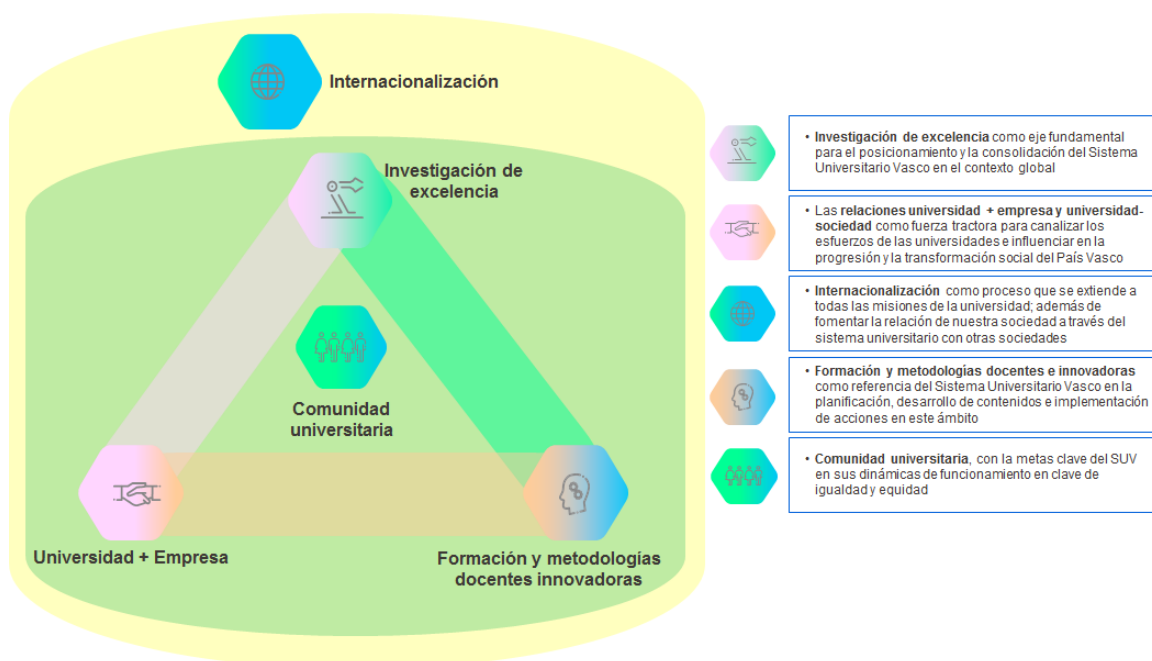 Internacionalización
Investigación de
excelencia
Comunidad
universitaria
Universidad + Empresa
Formación y metodologías
docentes innovadoras
• Investigación de excelencia como eje fundamental
para el posicionamiento y la consolidación del Sistema
Universitario Vasco en el contexto global
• Las relaciones universidad + empresa y universidad-
sociedad como fuerza tractora para canalizar los
esfuerzos de las universidades e influenciar en la
progresión y la transformación social del País Vasco
• Internacionalización como proceso que se extiende a
todas las misiones de la universidad; además de
fomentar la relación de nuestra sociedad a través del
sistema universitario con otras sociedades
• Formación y metodologías docentes e innovadoras
como referencia del Sistema Universitario Vasco en la
planificación, desarrollo de contenidos e implementación
de acciones en este ámbito
• Comunidad universitaria, con la metas clave del SUV
en sus dinámicas de funcionamiento en clave de
igualdad y equidad